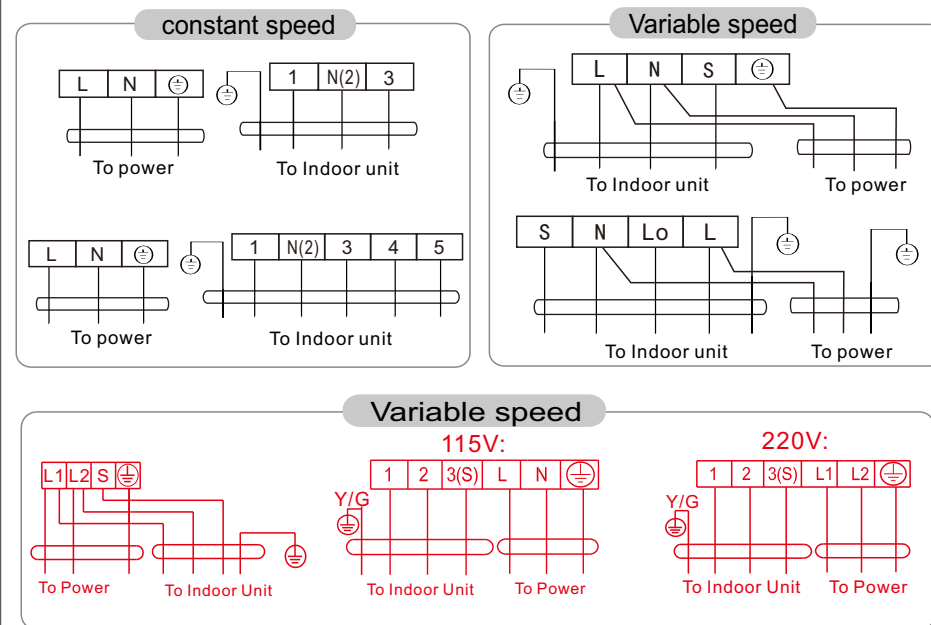 constant speed
L N
1 N(2) 3
To power
To Indoor unit
L N
1 N(2) 3 4 5
To power
To Indoor unit
Variable speed
L N S
To Indoor unit
To power
S N Lo L
To Indoor unit
To power
Variable speed
L1 L2 S
To Power
To Indoor Unit
115V:
1 2 3(S) L N
Y/G
To Indoor Unit
To Power
220V:
1 2 3(S) L1 L2
Y/G
To Indoor Unit
To Power